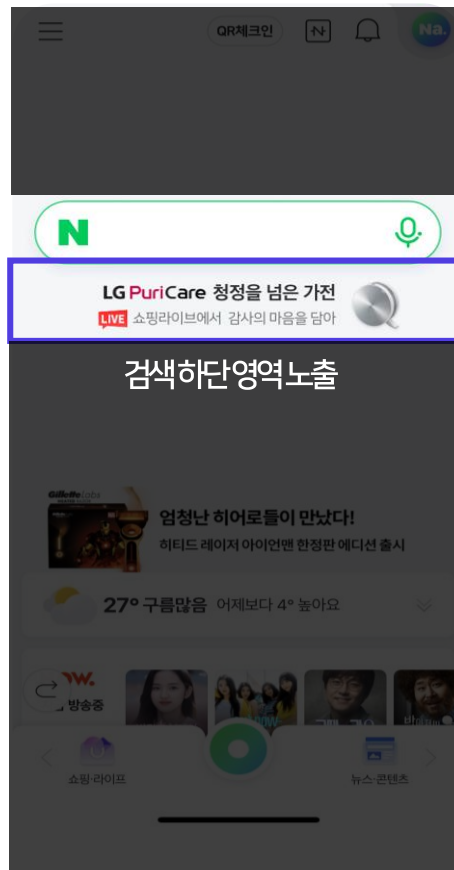 QR체크인
N
Na.
N
LG PuriCare 청정을 넘은 가전
LIVE 쇼핑라이브에서 감사의 마음을 담아
검색하단영역노출
GilletteLabs
엄청난 히어로들이 만났다!
히티드 레이저 아이언맨 한정판 에디션 출시
27° 구름많음 어제보다 4° 높아요
방송중
쇼핑·라이프
뉴스·콘텐츠